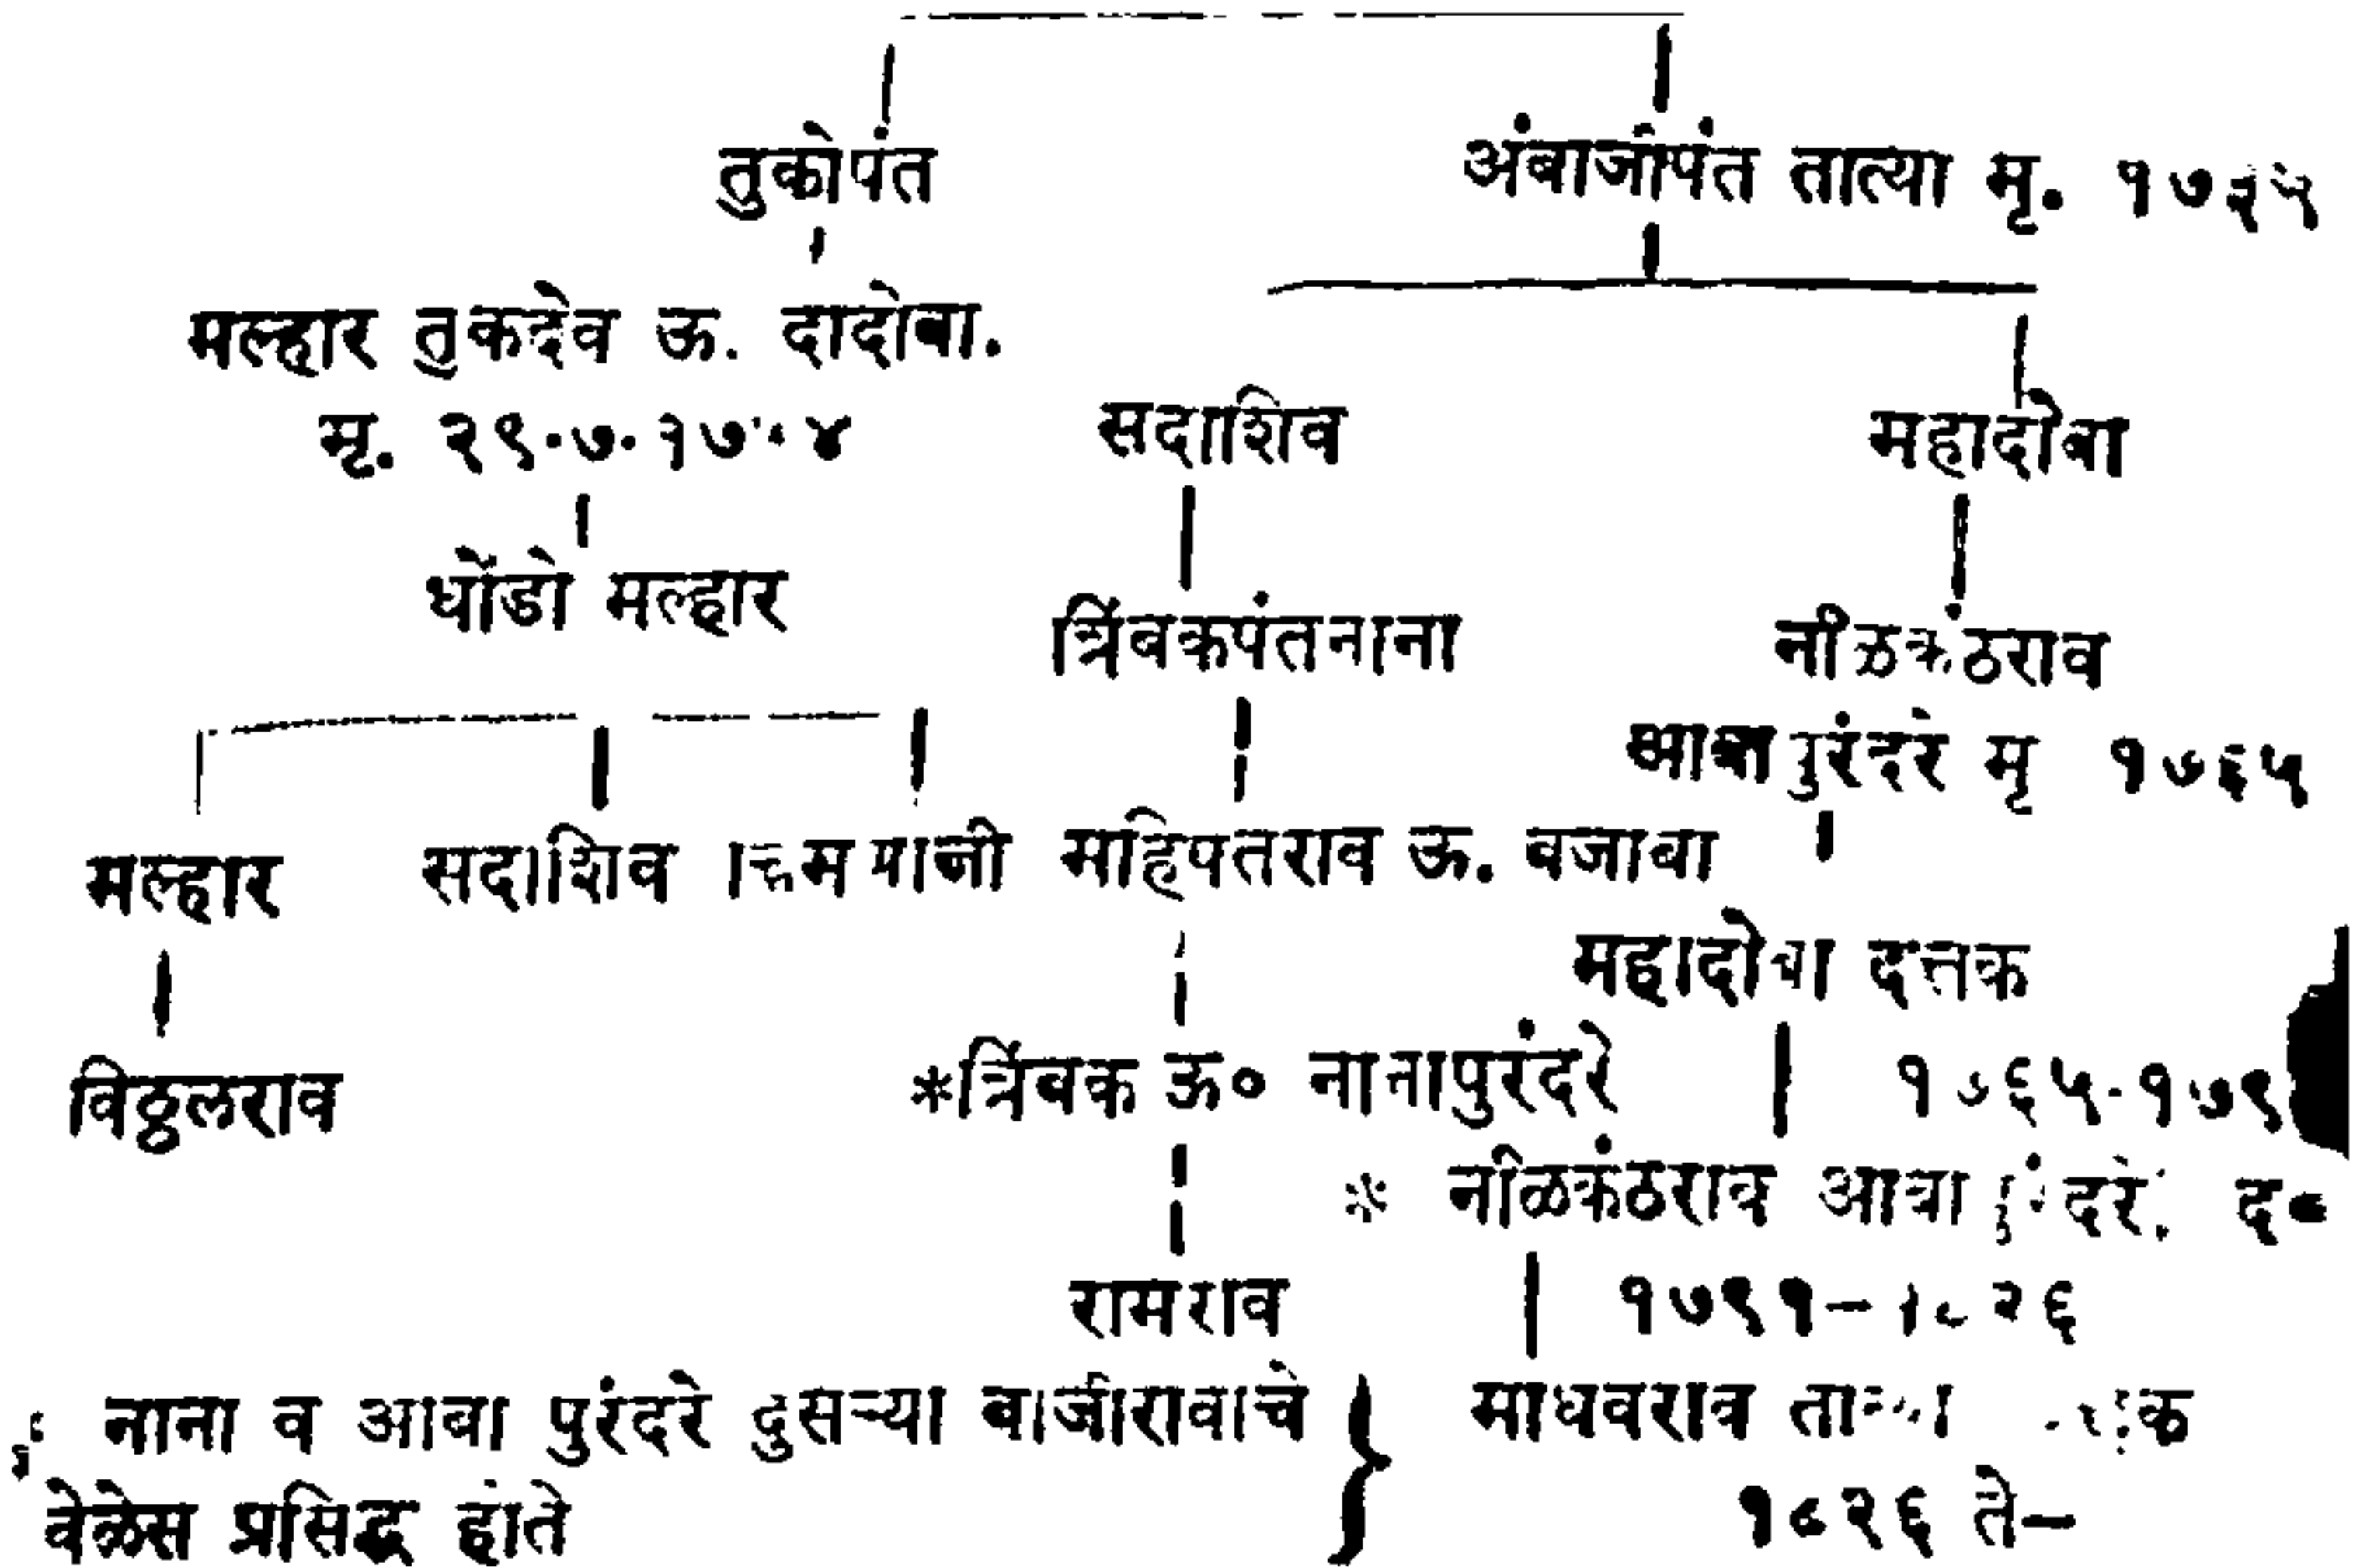 तुकोपंत अंबाजीपंत तात्या मृ. १७३५
मल्हार तुकदेव ऊ. दादोबा.
मृ. २९.७. सदाशिव महादोबा
धोंडो मल्हार
त्रिंबकपंतनाना नीळकंठराव
आबा पुरंदरे मृ १७६५
मल्हार सदाशिव महिपतराव ऊ. बजाबा
महादोबा दत्तक
विठ्ठलराव *त्रिंबक ऊ० नानापुरंदरे १७६५-१७९
* नीळकंठराव आबा द०
रामराव १७९१-१८२६
नाना व आबा पुरंदरे दुसऱ्या बाजीरावाचे } माधवराव
वेळेस प्रसिद्ध होते १८२६ ते-